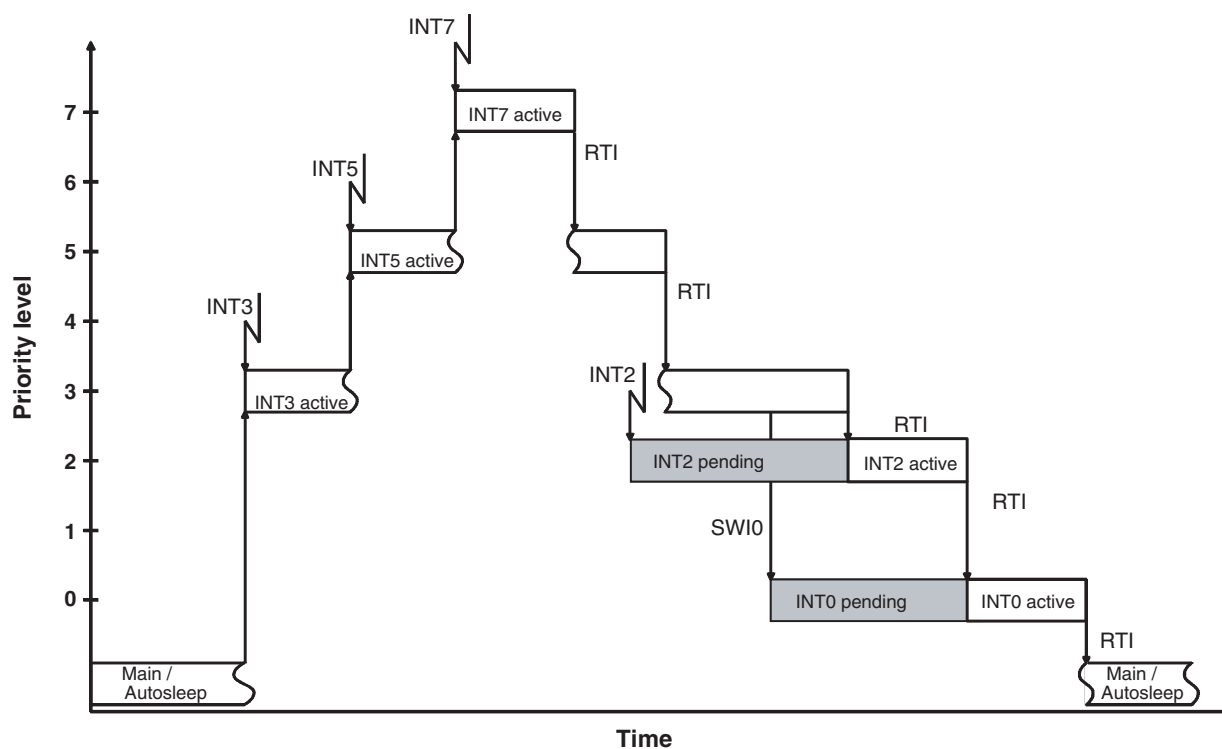 INT7
7
INT7 active
RTI
INT5
6
5
INT5 active
RTI
INT3
4
3
INT3 active
INT2
RTI
2
INT2 pending
INT2 active
RTI
1
SWI0
0
INT0 pending
INT0 active
RTI
Main /
Autosleep
Main /
Autosleep
Priority level
Time